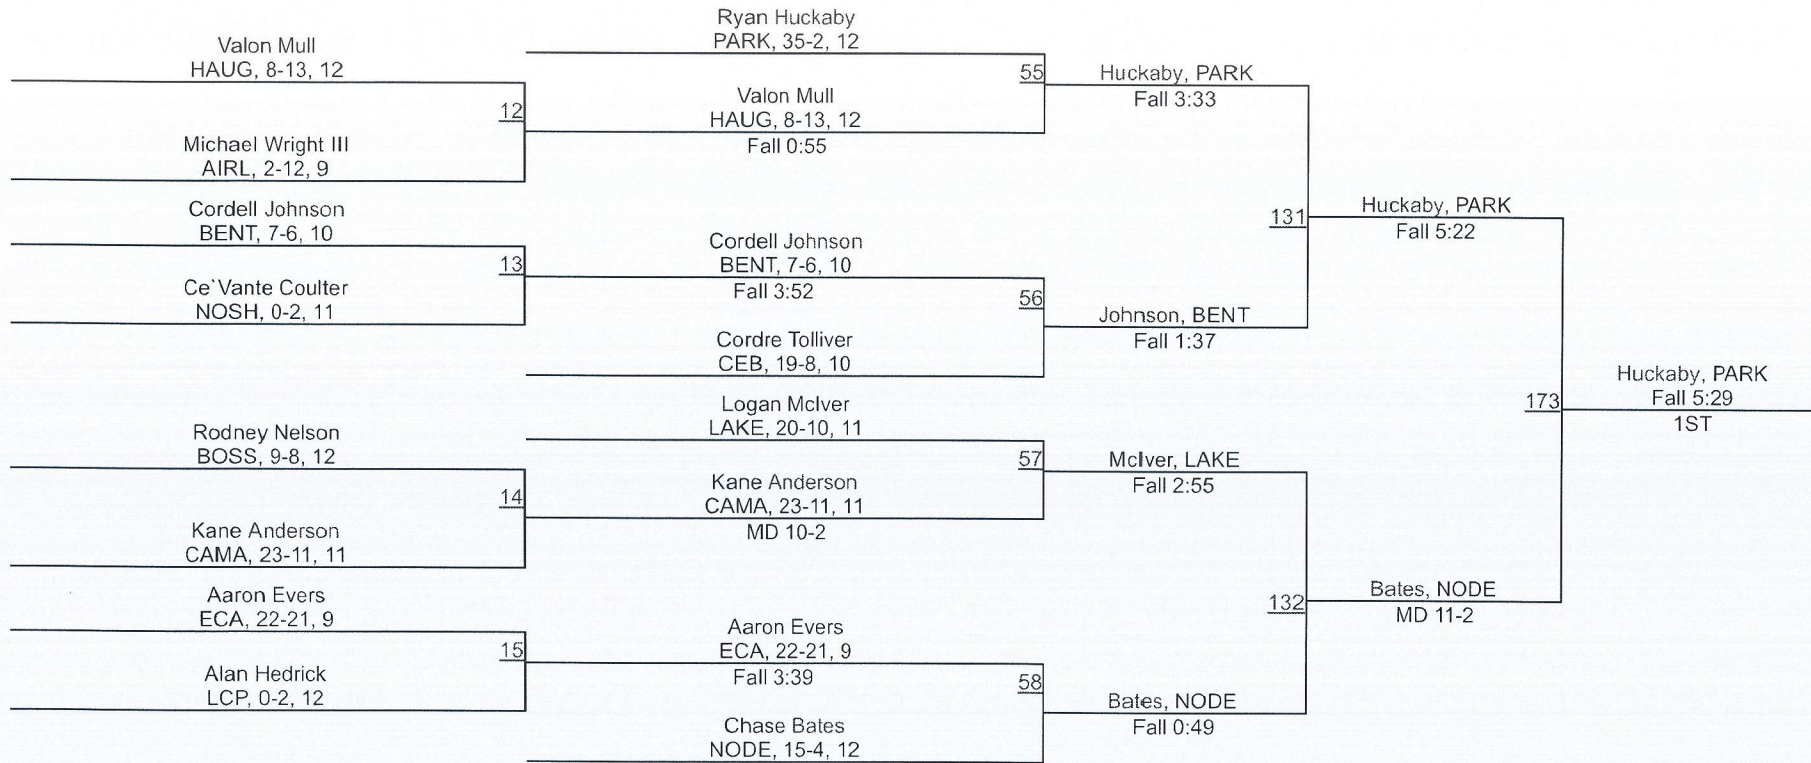 Valon Mull
HAUG, 8-13, 12
12
Michael Wright III
AIRL, 2-12, 9
Cordell Johnson
BENT, 7-6, 10
13
Ce`Vante Coulter
NOSH, 0-2, 11
Rodney Nelson
BOSS, 9-8, 12
14
Kane Anderson
CAMA, 23-11, 11
Aaron Evers
ECA, 22-21, 9
15
Alan Hedrick
LCP, 0-2, 12
Ryan Huckaby
PARK, 35-2, 12
55
Valon Mull
HAUG, 8-13, 12
Fall 0:55
Cordell Johnson
BENT, 7-6, 10
Fall 3:52
56
Cordre Tolliver
CEB, 19-8, 10
Logan McIver
LAKE, 20-10, 11
57
Kane Anderson
CAMA, 23-11, 11
MD 10-2
Aaron Evers
ECA, 22-21, 9
Fall 3:39
58
Chase Bates
NODE, 15-4, 12
Huckaby, PARK
Fall 3:33
131
Johnson, BENT
Fall 1:37
McIver, LAKE
Fall 2:55
132
Bates, NODE
Fall 0:49
Huckaby, PARK
Fall 5:22
173
Bates, NODE
MD 11-2
Huckaby, PARK
Fall 5:29
1ST